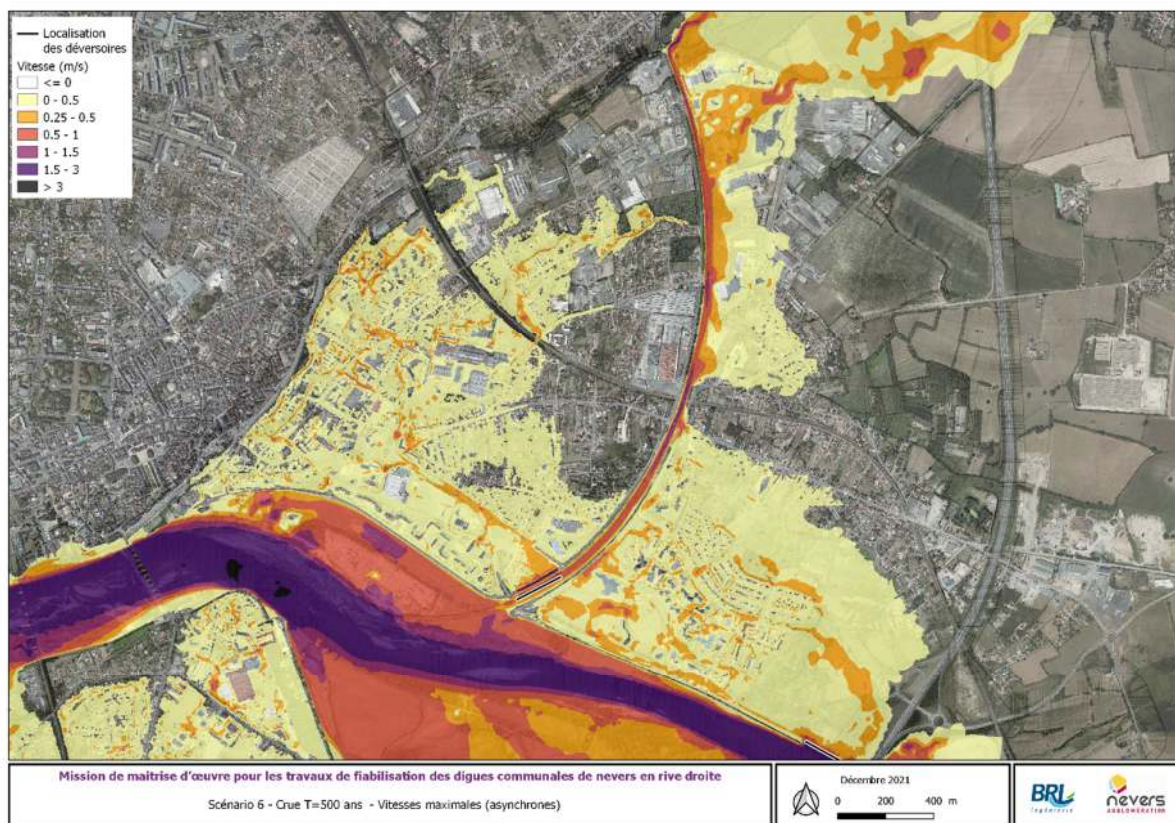 Localisation
des déversoires
Vitesse (m/s)
<= 0
0 - 0.5
0.25 - 0.5
0.5 - 1
1 - 1.5
1.5 - 3
> 3
Mission de maitrise d'œuvre pour les travaux de fiabilisation des digues communales de nevers en rive droite
Scénario 6 - Crue T=500 ans - Vitesses maximales (asynchrones)
Décembre 2021
0 200 400 m
BRL
Ingénierie
nevers
AGGLOMÉRATION